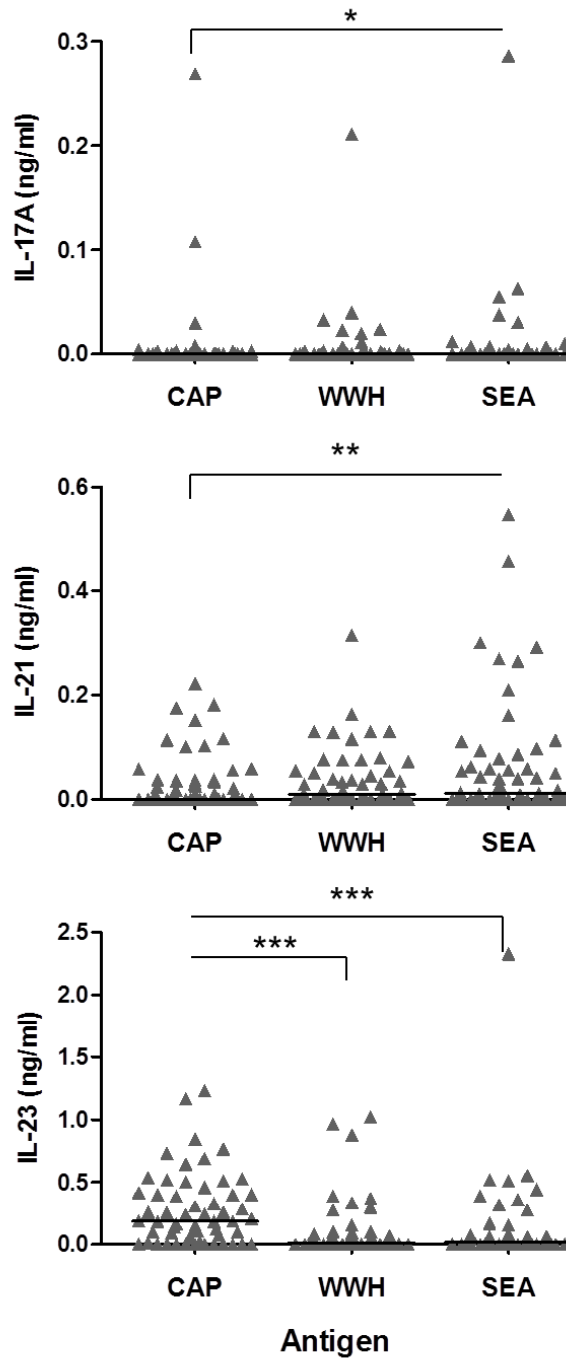 *
0.3
0.2
0.1
0.0
IL-17A (ng/ml)
CAP WWH SEA
**
0.6
0.4
0.2
0.0
IL-21 (ng/ml)
CAP WWH SEA
***
***
2.5
2.0
1.5
1.0
0.5
0.0
IL-23 (ng/ml)
CAP WWH SEA
Antigen